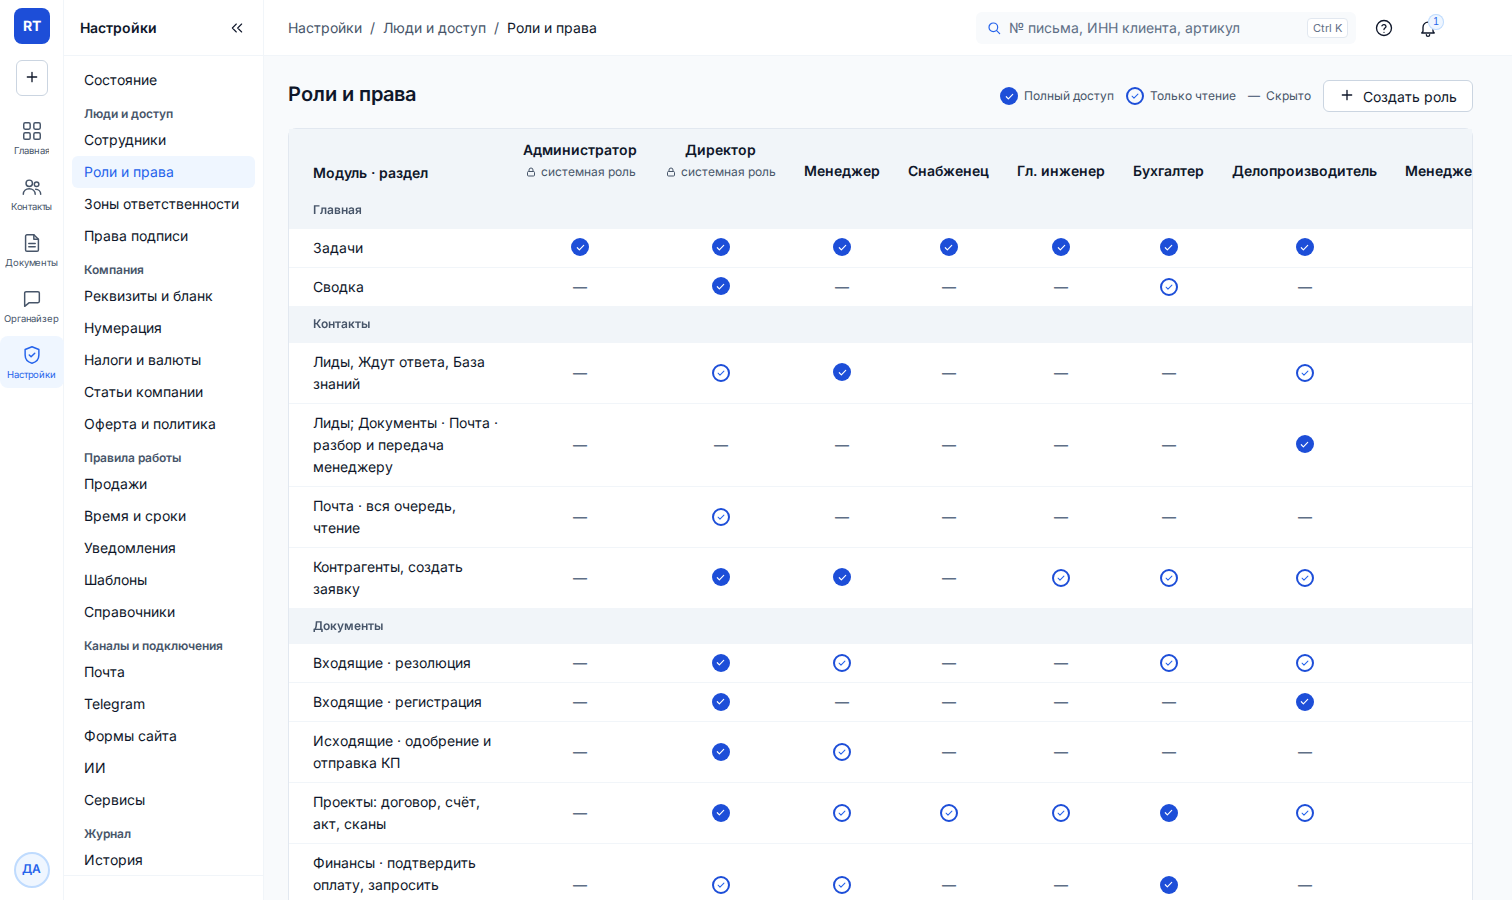 RT
Настройки
Настройки / Люди и доступ / Роли и права
№ письма, ИНН клиента, артикул
Ctrl K
1
Главная
Контакты
Документы
Органайзер
Настройки
ДА
Состояние
Люди и доступ
Сотрудники
Роли и права
Зоны ответственности
Права подписи
Компания
Реквизиты и бланк
Нумерация
Налоги и валюты
Статьи компании
Оферта и политика
Правила работы
Продажи
Время и сроки
Уведомления
Шаблоны
Справочники
Каналы и подключения
Почта
Telegram
Формы сайта
ИИ
Сервисы
Журнал
История
Роли и права
Полный доступ
Только чтение
— Скрыто
+ Создать роль
Модуль · раздел
Администратор
системная роль
Директор
системная роль
Менеджер
Снабженец
Гл. инженер
Бухгалтер
Делопроизводитель
Менедже
Главная
Задачи
Сводка — — — — —
Контакты
Лиды, Ждут ответа, База
знаний
— — — —
Лиды; Документы · Почта ·
разбор и передача
менеджеру
— — — — — —
Почта · вся очередь,
чтение
— — — — — —
Контрагенты, создать
заявку
— —
Документы
Входящие · резолюция — — —
Входящие · регистрация — — — — —
Исходящие · одобрение и
отправка КП
— — — — —
Проекты: договор, счёт,
акт, сканы
—
Финансы · подтвердить
оплату, запросить
— — — —